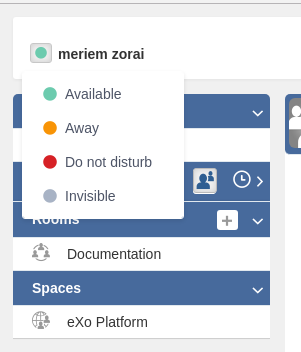 meriem zorai
Available
Away
Do not disturb
Invisible
Rooms
Documentation
Spaces
eXo Platform